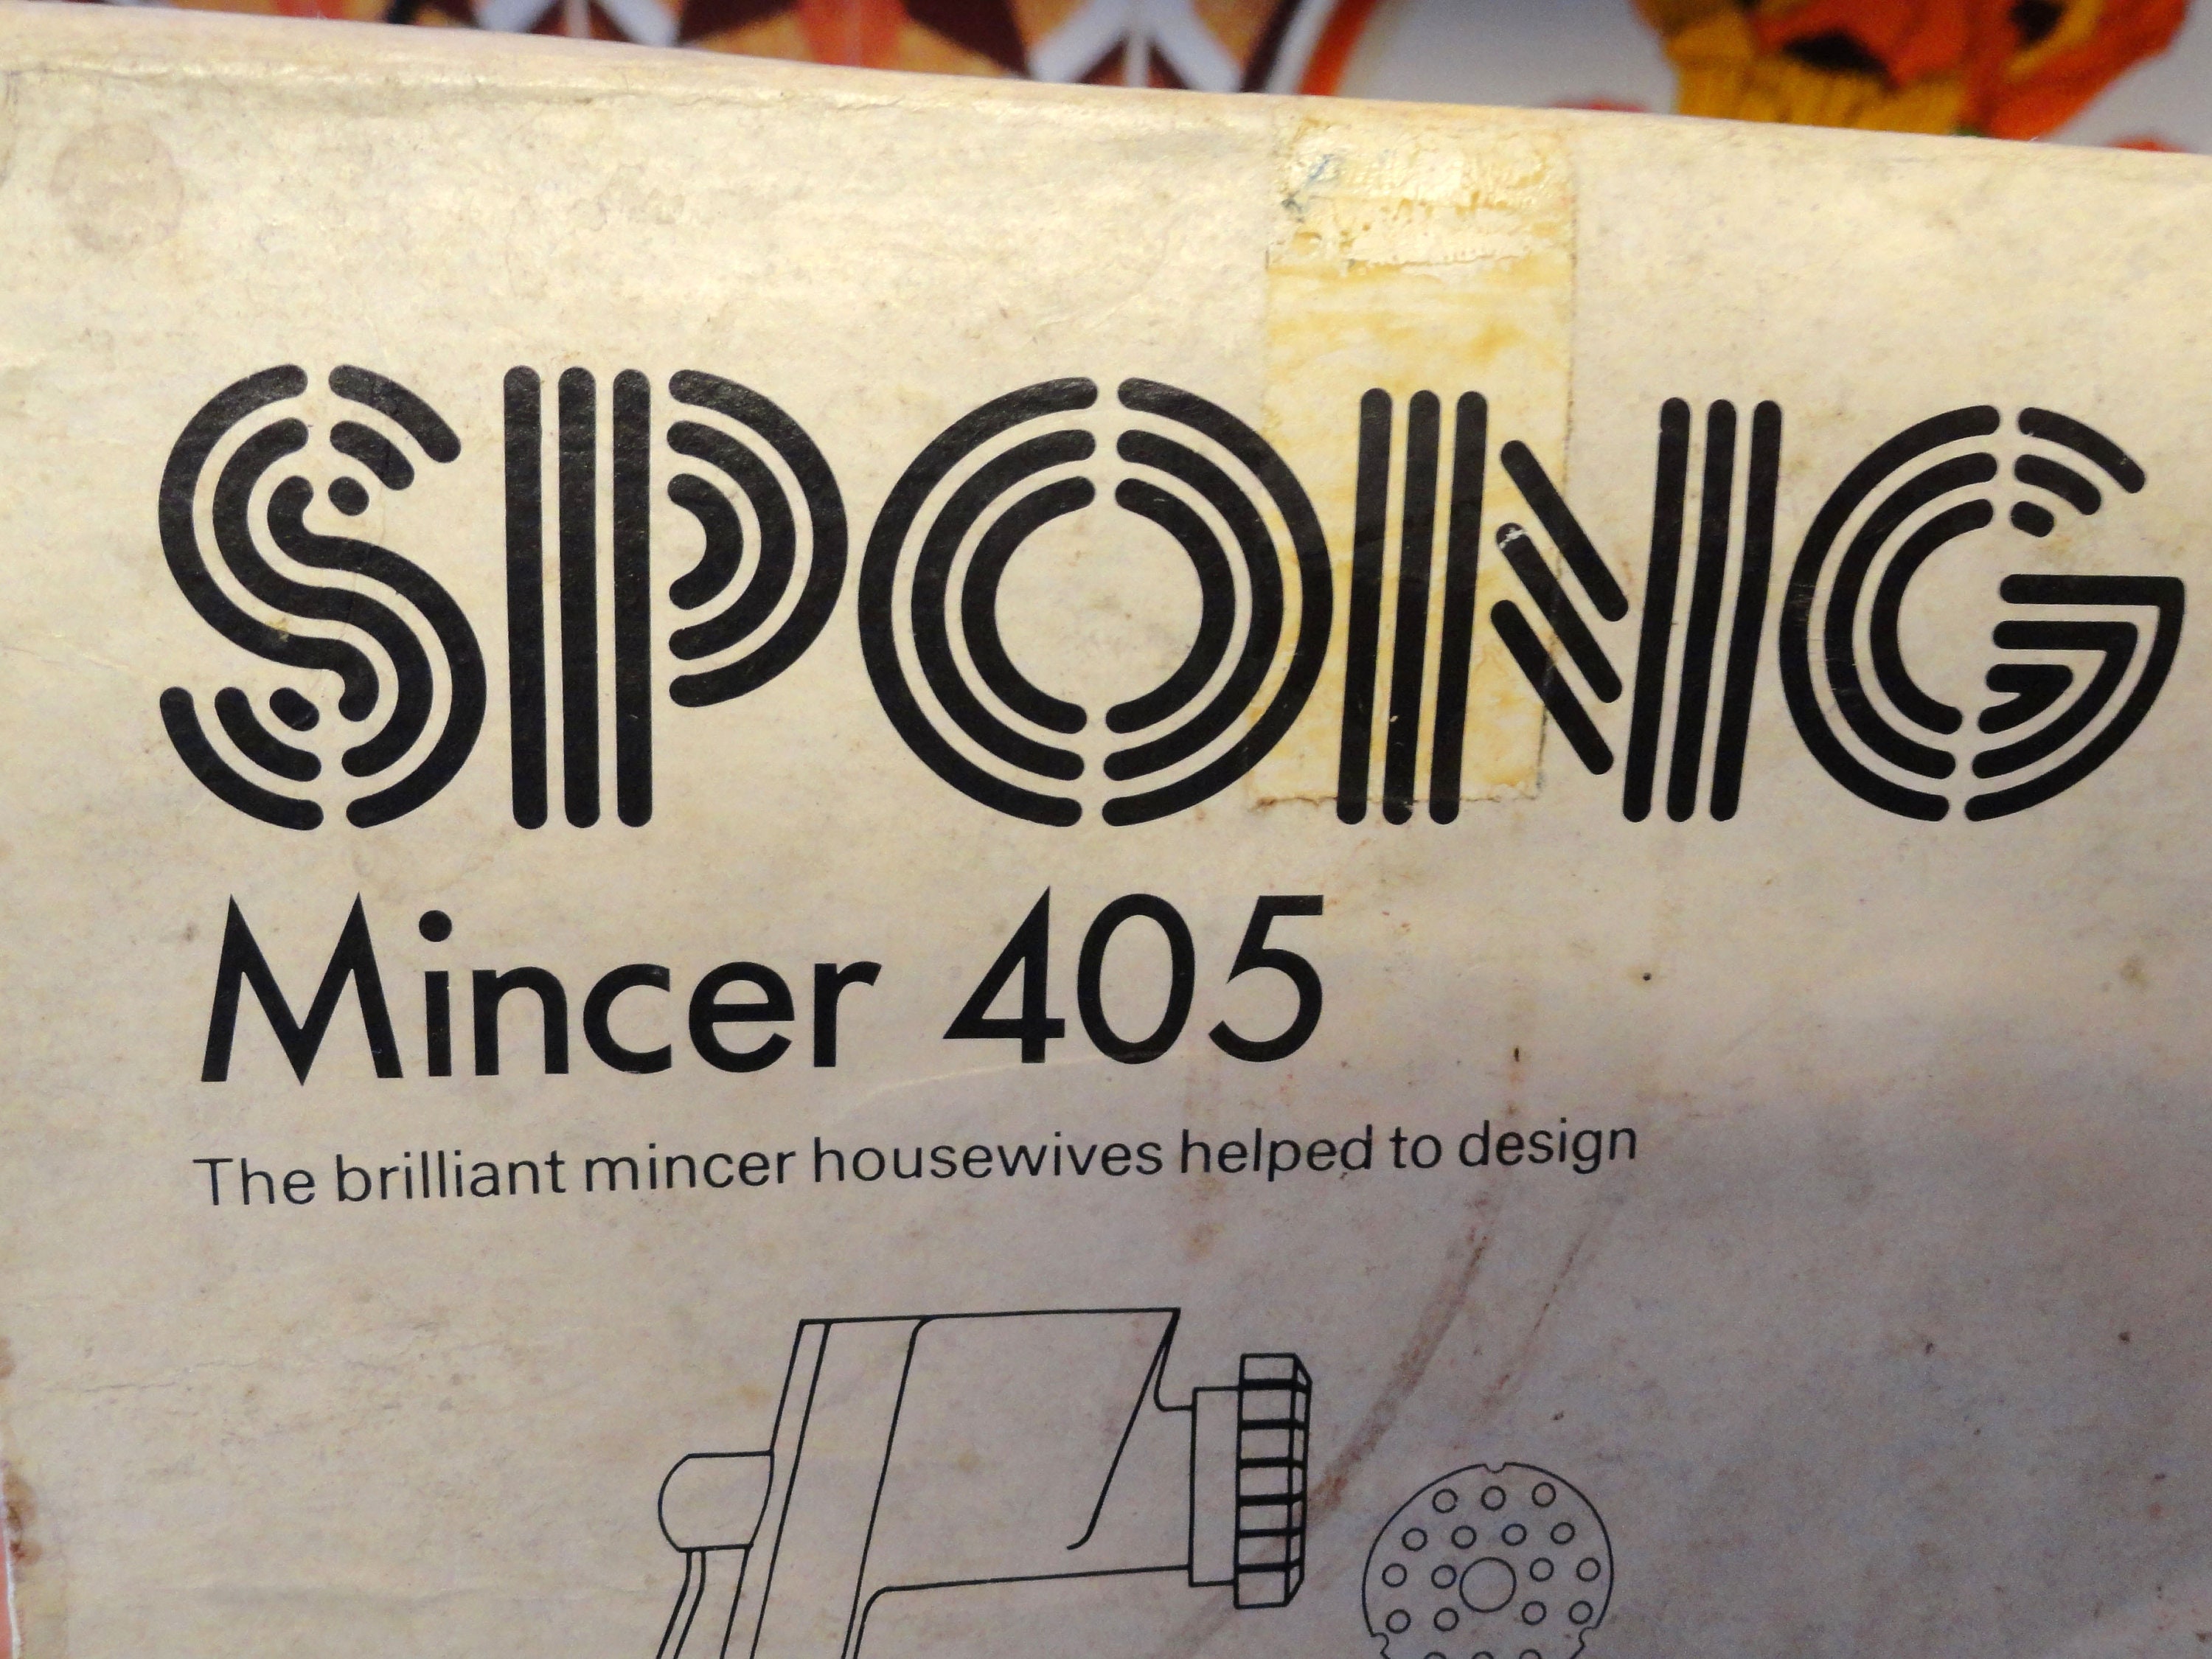 SPONG
Mincer 405
The brilliant mincer housewives helped to design